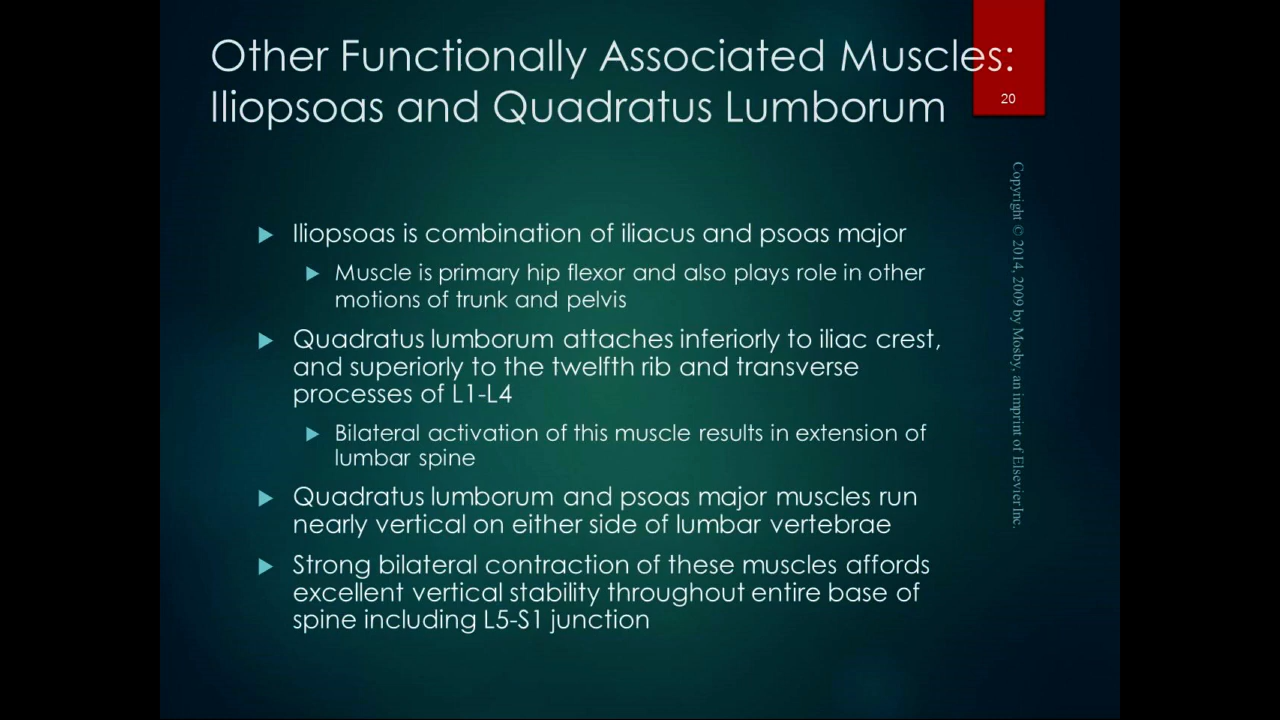 Other Functionally Associated Muscles:
Iliopsoas and Quadratus Lumborum
20
Iliopsoas is combination of iliacus and psoas major
Muscle is primary hip flexor and also plays role in other
motions of trunk and pelvis
Quadratus lumborum attaches inferiorly to iliac crest,
and superiorly to the twelfth rib and transverse
processes of L1-L4
Bilateral activation of this muscle results in extension of
lumbar spine
Quadratus lumborum and psoas major muscles run
nearly vertical on either side of lumbar vertebrae
Strong bilateral contraction of these muscles affords
excellent vertical stability throughout entire base of
spine including L5-S1 junction
Copyright © 2014, 2009 by Mosby, an imprint of Elsevier Inc.